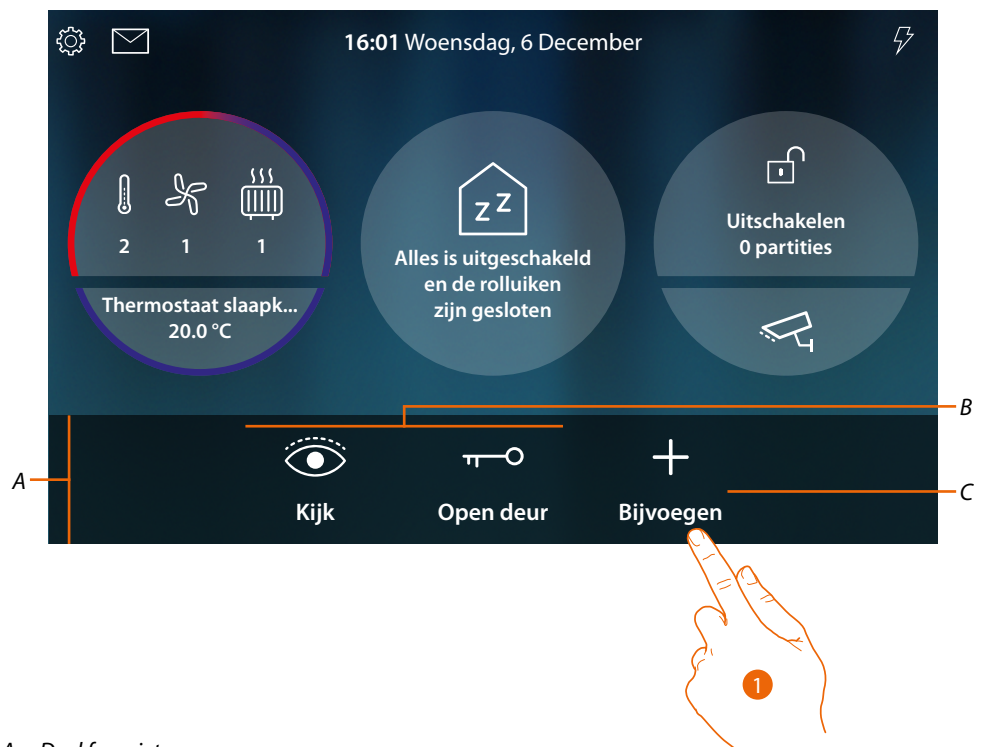 16:01 Woensdag, 6 December
2 1 1
Thermostaat slaapk...
20.0 °C
z Z
Alles is uitgeschakeld
en de rolluiken
zijn gesloten
Uitschakelen
0 partities
B
A
C
Kijk
Open deur
Bijvoegen
1